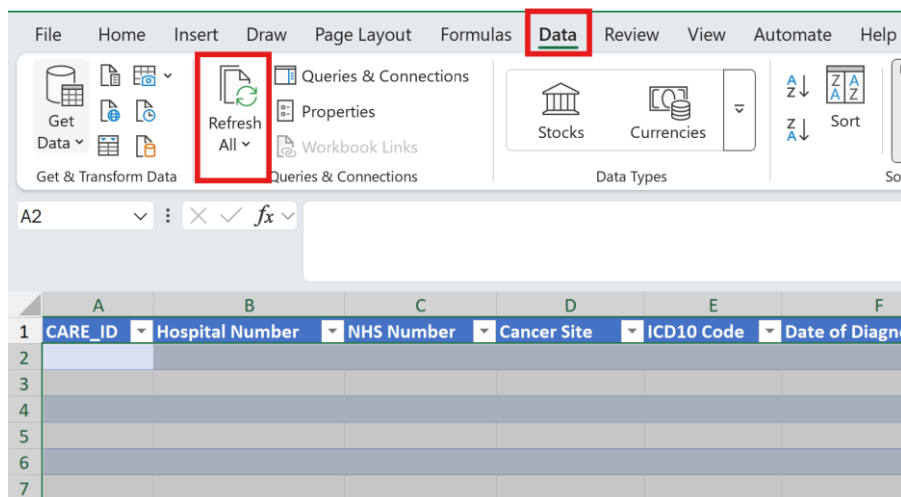 File Home Insert Draw Page Layout Formulas Data Review View Automate Help
Get Data
Refresh All
Queries & Connections
Properties
Workbook Links
Stocks
Currencies
Z A
A Z
Sort
Get & Transform Data
Queries & Connections
Data Types
So
A2
fx
A B C D E F
1 CARE_ID Hospital Number NHS Number Cancer Site ICD10 Code Date of Diagn
2
3
4
5
6
7